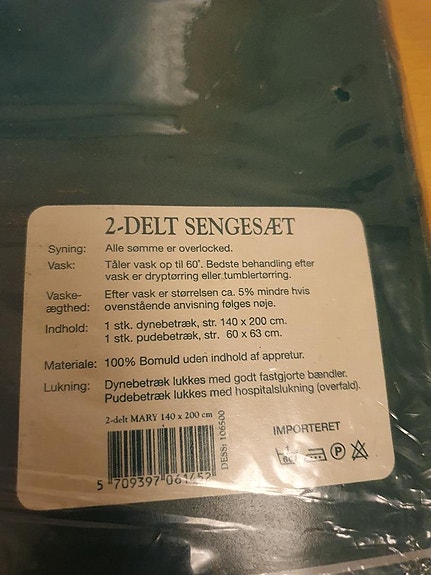 2-DELT SENGESÆT
Syning: Alle sømme er overlocked.
Vask: Tåler vask op til 60°. Bedste behandling efter
vask er dryptørring eller tumblertørring.
Vaske- Efter vask er størrelsen ca. 5% mindre hvis
ægthed: ovenstående anvisning følges nøje.
Indhold: 1 stk. dynebetræk, str. 140 x 200 cm.
1 stk. pudebetræk, str. 60 x 63 cm.
Materiale: 100% Bomuld uden indhold af appretur.
Lukning: Dynebetræk lukkes med godt fastgjorte bændler.
Pudebetræk lukkes med hospitalslukning (overfald).
2-delt MARY 140 x 200 cm
DESS: 106500
5 709397 061452
IMPORTERET
60 P